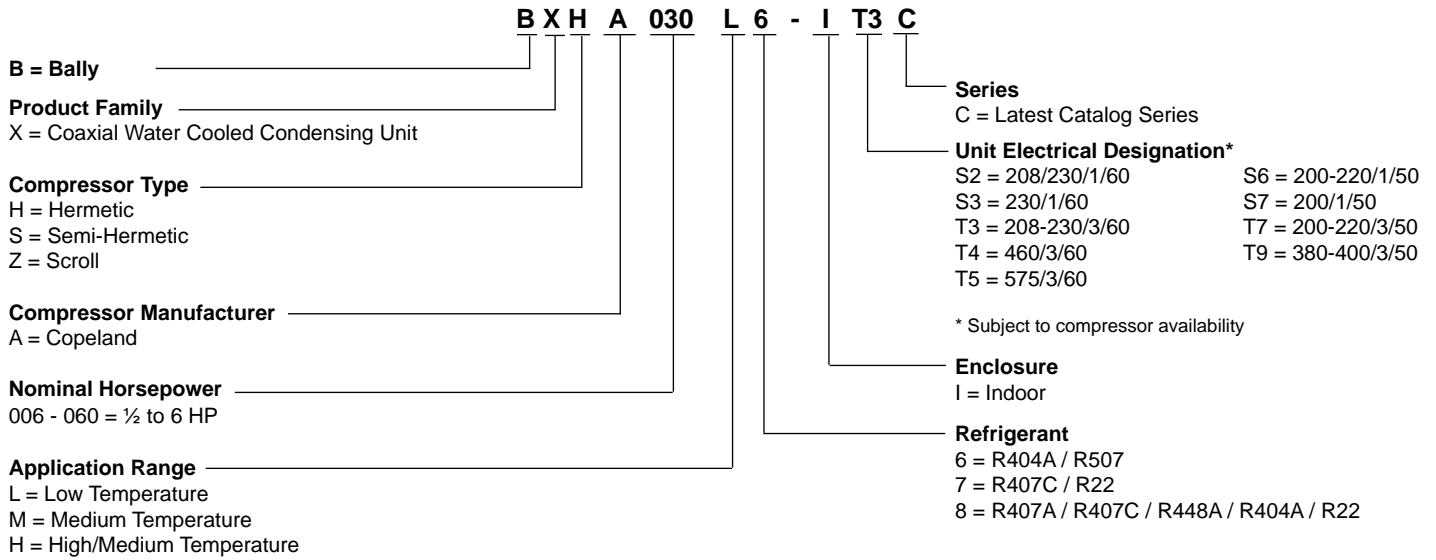 B X H A 030 L 6 - I T3 C
B = Bally
Product Family
X = Coaxial Water Cooled Condensing Unit
Compressor Type
H = Hermetic
S = Semi-Hermetic
Z = Scroll
Compressor Manufacturer
A = Copeland
Nominal Horsepower
006 - 060 = ½ to 6 HP
Application Range
L = Low Temperature
M = Medium Temperature
H = High/Medium Temperature
Series
C = Latest Catalog Series
Unit Electrical Designation*
S2 = 208/230/1/60 S6 = 200-220/1/50
S3 = 230/1/60 S7 = 200/1/50
T3 = 208-230/3/60 T7 = 200-220/3/50
T4 = 460/3/60 T9 = 380-400/3/50
T5 = 575/3/60
* Subject to compressor availability
Enclosure
I = Indoor
Refrigerant
6 = R404A / R507
7 = R407C / R22
8 = R407A / R407C / R448A / R404A / R22